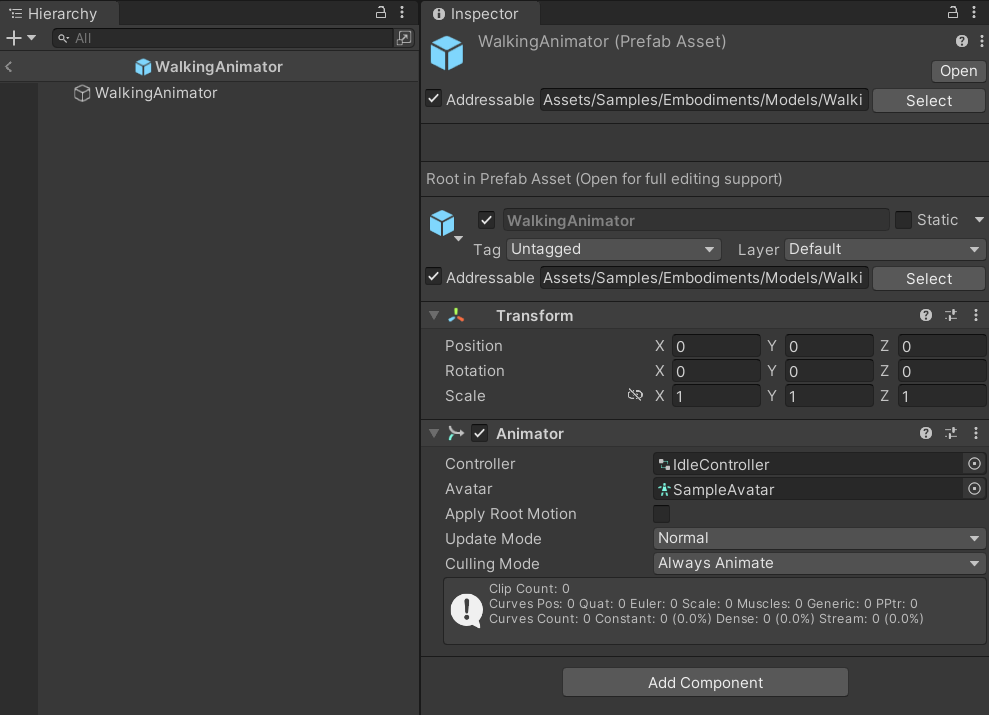 Hierarchy
All
WalkingAnimator
WalkingAnimator
Inspector
WalkingAnimator (Prefab Asset)
Open
Addressable Assets/Samples/Embodiments/Models/Walki Select
Root in Prefab Asset (Open for full editing support)
WalkingAnimator Static
Tag Untagged Layer Default
Addressable Assets/Samples/Embodiments/Models/Walki Select
Transform
Position X 0 Y 0 Z 0
Rotation X 0 Y 0 Z 0
Scale X 1 Y 1 Z 1
Animator
Controller IdleController
Avatar SampleAvatar
Apply Root Motion
Update Mode Normal
Culling Mode Always Animate
Clip Count: 0
Curves Pos: 0 Quat: 0 Euler: 0 Scale: 0 Muscles: 0 Generic: 0 PPtr: 0
Curves Count: 0 Constant: 0 (0.0%) Dense: 0 (0.0%) Stream: 0 (0.0%)
Add Component